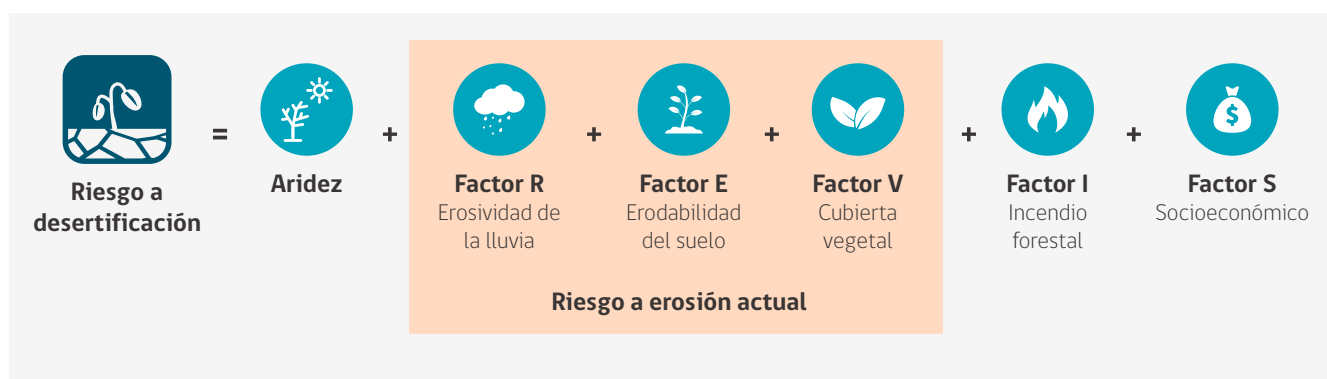 Riesgo a
desertificación
=
Aridez
+
Factor R
Erosividad de
la lluvia
+
Factor E
Erodabilidad
del suelo
+
Factor V
Cubierta
vegetal
Riesgo a erosión actual
+
Factor I
Incendio
forestal
+
$
Factor S
Socioeconómico